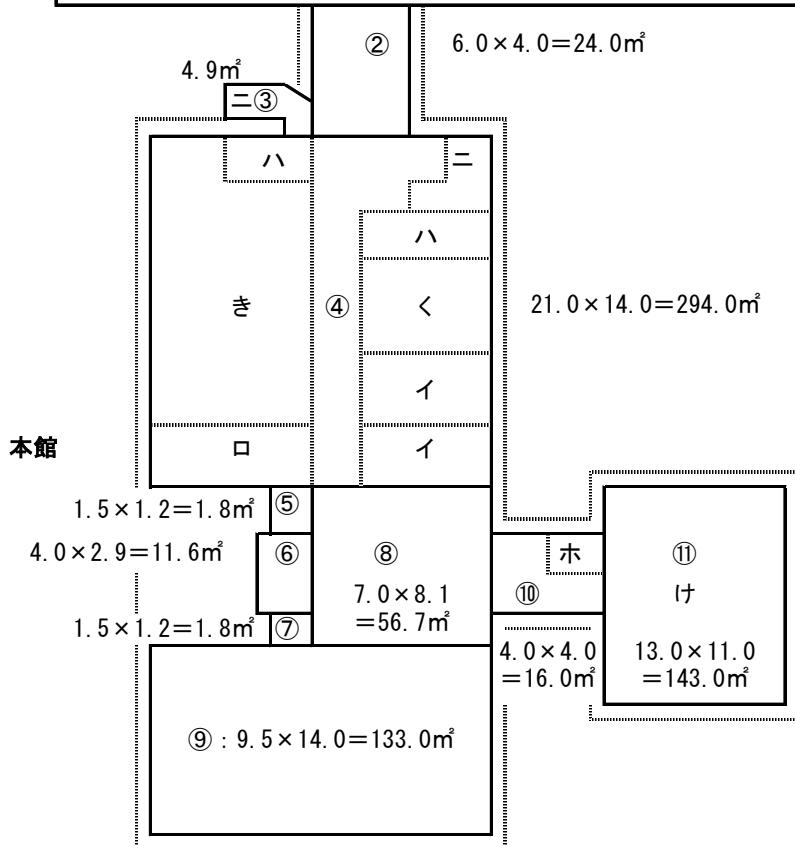 ②
6.0×4.0=24.0㎡
4.9㎡
ニ③
ハ
ニ
ハ
き
④
く
21.0×14.0=294.0㎡
イ
本館
ロ
イ
1.5×1.2=1.8㎡
⑤
4.0×2.9=11.6㎡
⑥
⑧
7.0×8.1
=56.7㎡
ホ
⑩
⑪
け
1.5×1.2=1.8㎡
⑦
4.0×4.0
=16.0㎡
13.0×11.0
=143.0㎡
⑨：9.5×14.0=133.0㎡